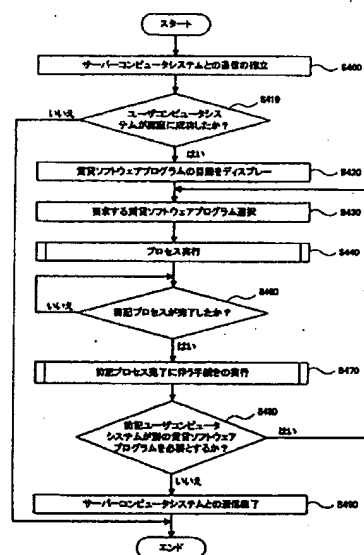 スタート
サーバーコンピュータシステムとの通信の確立
S400
S410
ユーザコンピュータシス
テムが認証に成功したか？
いいえ
はい
賃貸ソフトウェアプログラムの目録をディスプレー
S420
要求する賃貸ソフトウェアプログラム選択
S430
プロセス実行
S440
S460
前記プロセスが完了したか？
いいえ
はい
前記プロセス完了に伴う手続きの実行
S470
S480
前記ユーザコンピュータ
システムが別の賃貸ソフトウェア
プログラムを必要とするか？
はい
いいえ
サーバーコンピュータシステムとの通信終了
S490
エンド